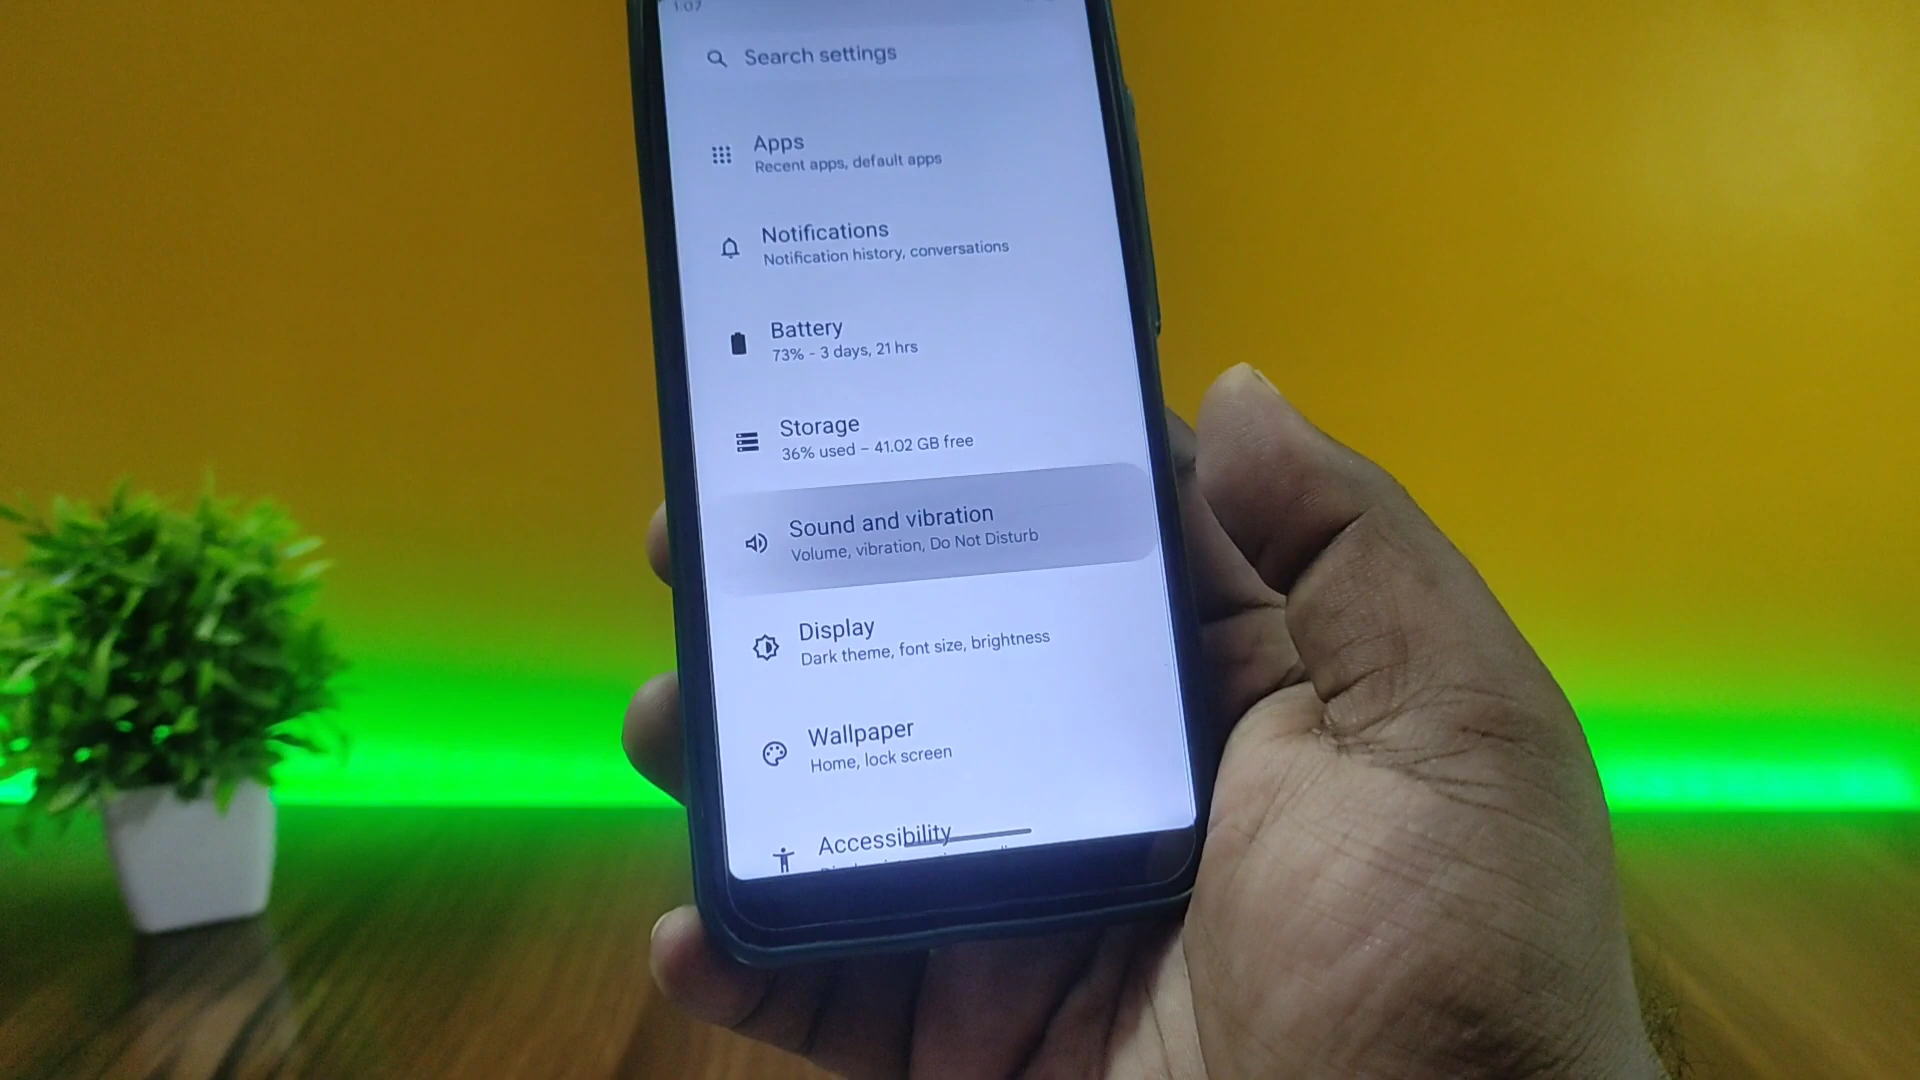 1:07
Search settings
Apps
Recent apps, default apps
Notifications
Notification history, conversations
Battery
73% - 3 days, 21 hrs
Storage
36% used – 41.02 GB free
Sound and vibration
Volume, vibration, Do Not Disturb
Display
Dark theme, font size, brightness
Wallpaper
Home, lock screen
Accessibility